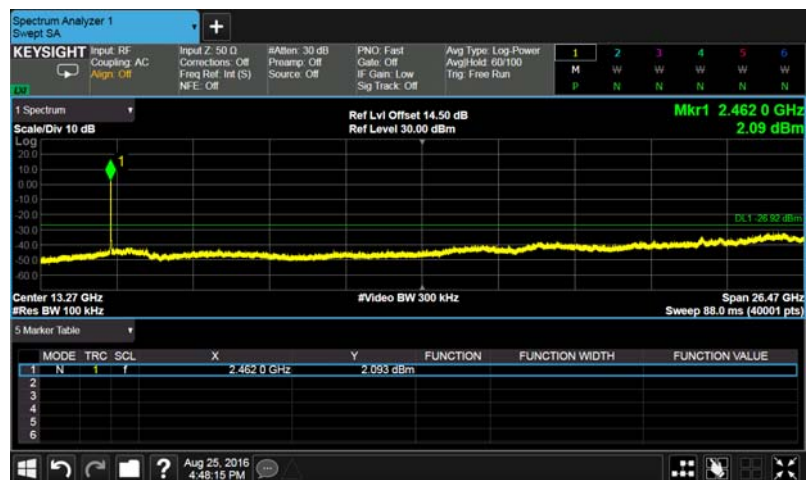 Spectrum Analyzer 1
Swept SA
KEYSIGHT
Input: RF
Coupling: AC
Align: Off
LXI
Input Z: 50 Ω
Corrections: Off
Freq Ref: Int (S)
NFE: Off
#Atten: 30 dB
Preamp: Off
Source: Off
PNO: Fast
Gate: Off
IF Gain: Low
Sig Track: Off
Avg Type: Log-Power
Avg|Hold: 60/100
Trig: Free Run
1 2 3 4 5 6
M W W W W W
P N N N N N
1 Spectrum
Scale/Div 10 dB
Ref Lvl Offset 14.50 dB
Ref Level 30.00 dBm
Mkr1 2.462 0 GHz
2.09 dBm
Log
20.0
10.0
0.00
-10.0
-20.0
-30.0
-40.0
-50.0
-60.0
1
DL1 -26.92 dBm
Center 13.27 GHz
#Res BW 100 kHz
#Video BW 300 kHz
Span 26.47 GHz
Sweep 88.0 ms (40001 pts)
5 Marker Table
MODE TRC SCL X Y FUNCTION FUNCTION WIDTH FUNCTION VALUE
1 N 1 f 2.462 0 GHz 2.093 dBm
2
3
4
5
6
?
Aug 25, 2016
4:48:15 PM